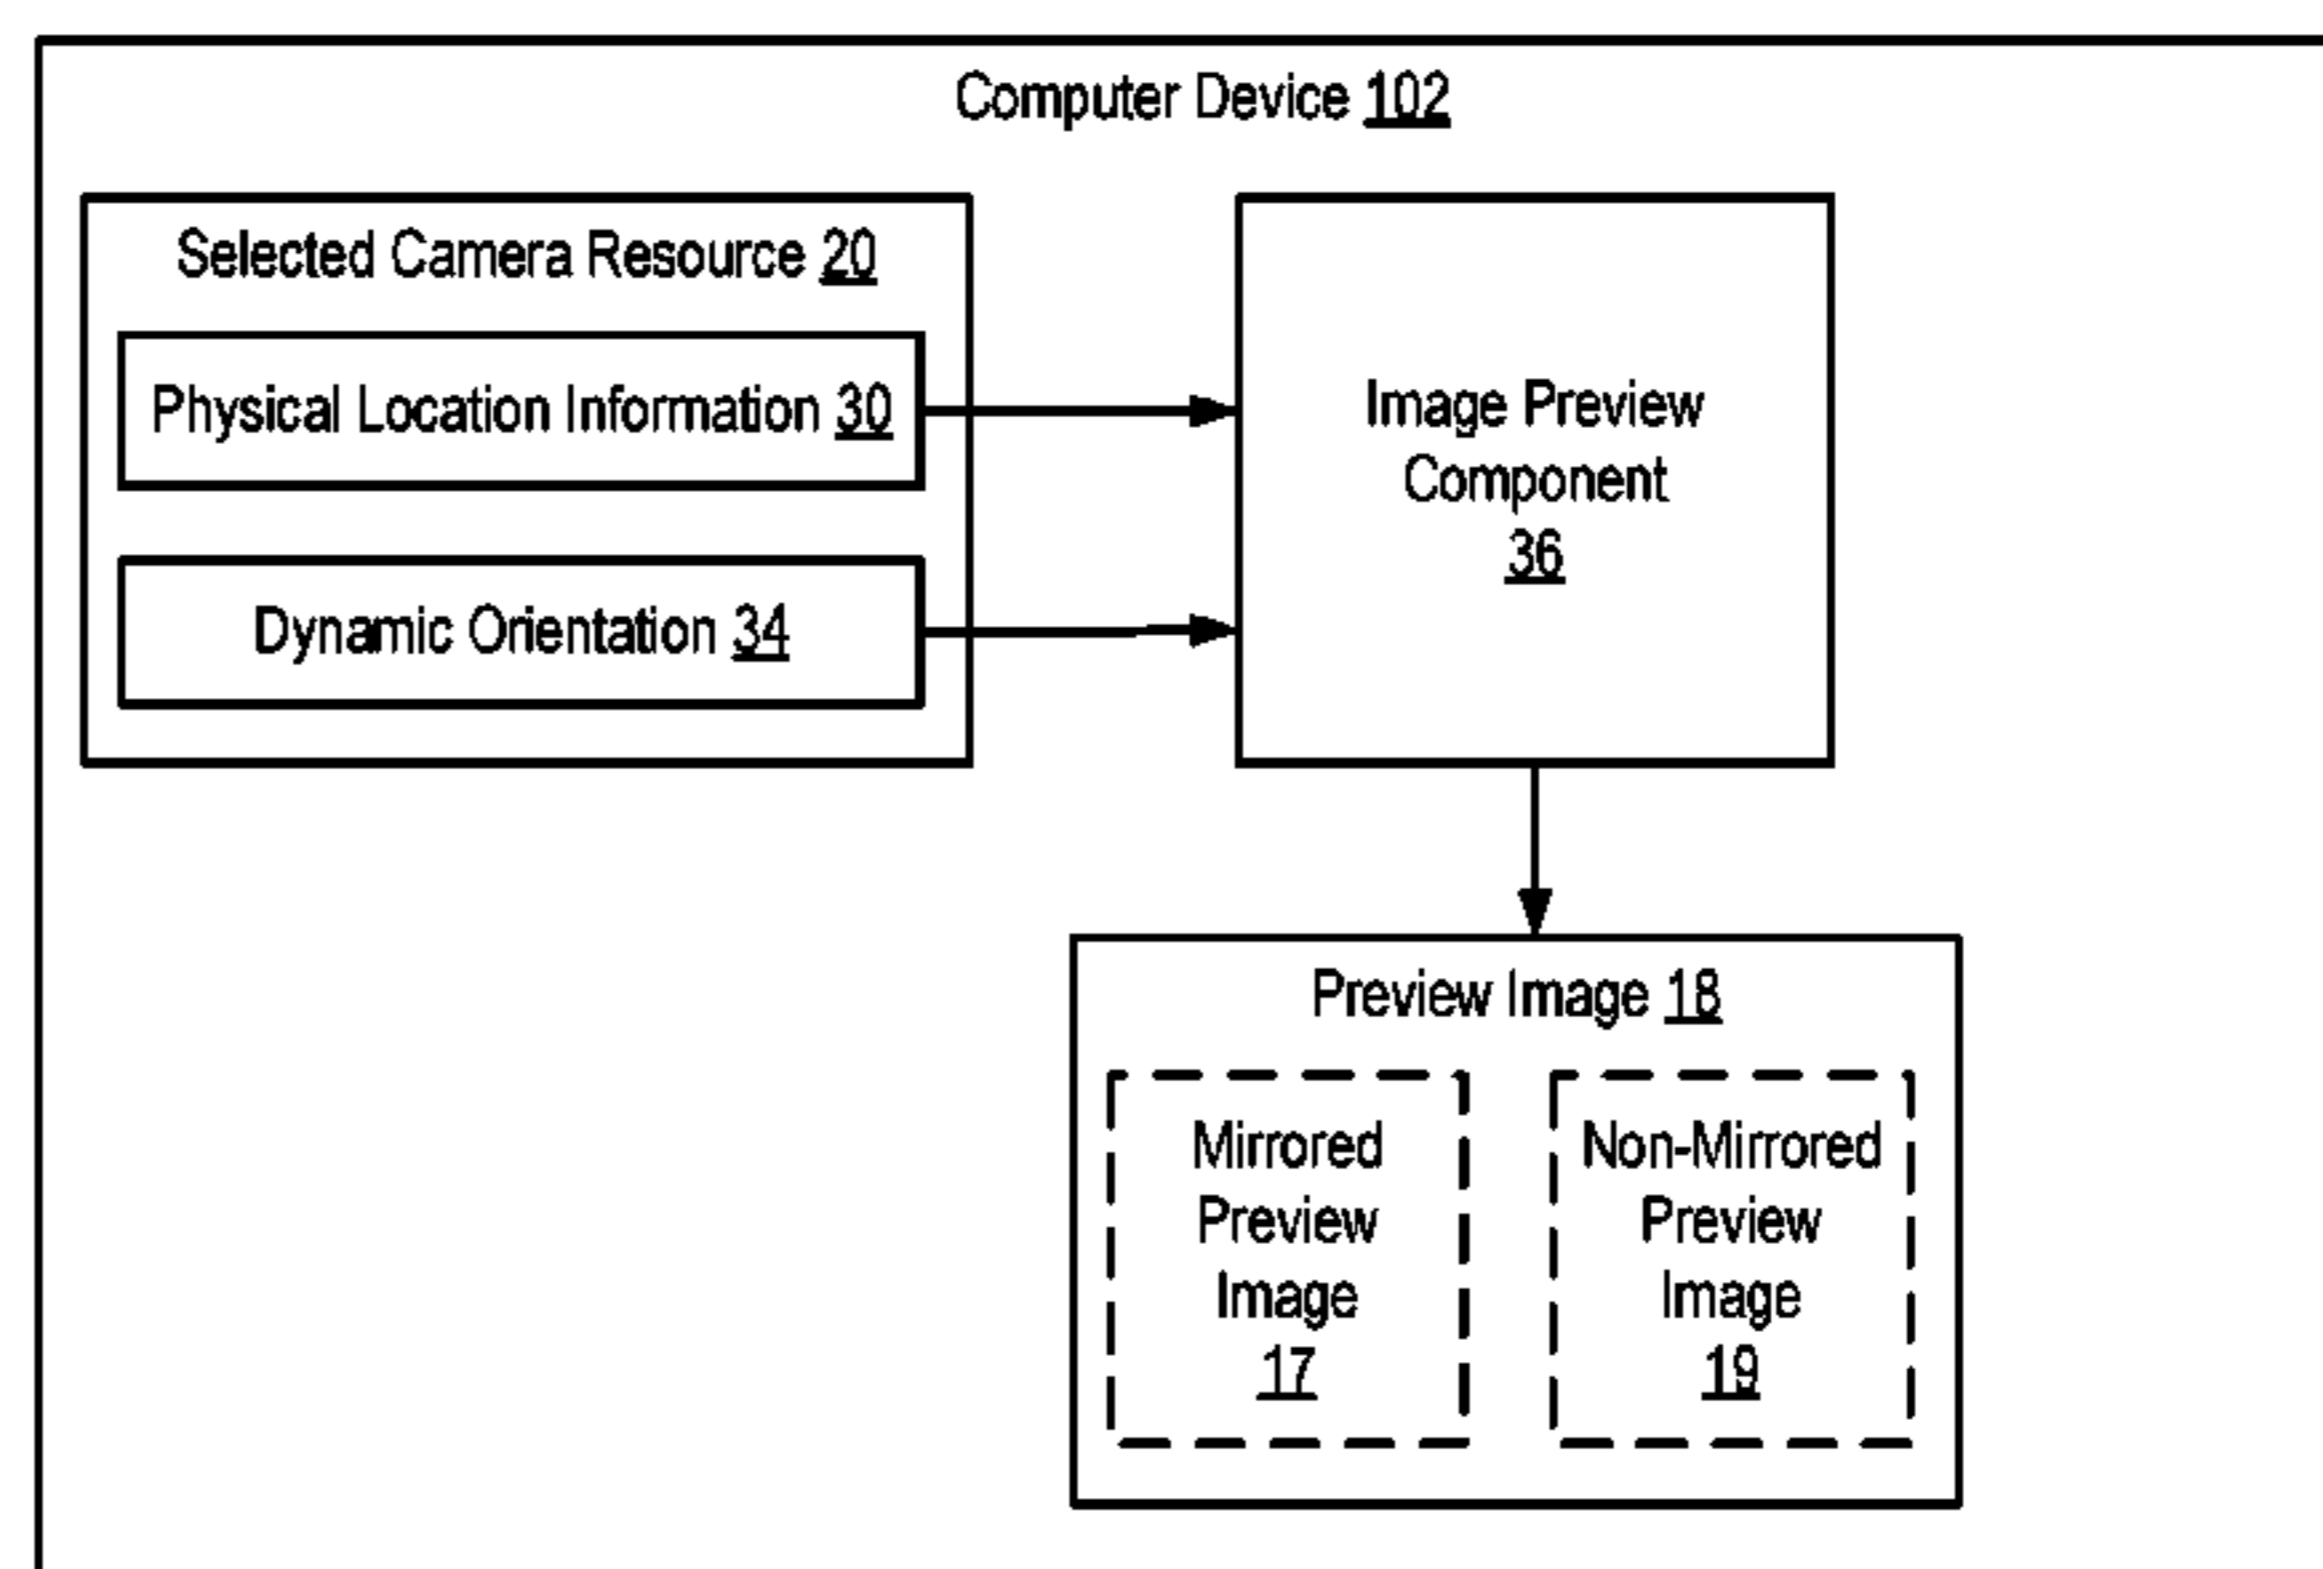 Computer Device 102
Selected Camera Resource 20
Physical Location Information 30
Dynamic Orientation 34
Image Preview
Component
36
Preview Image 18
Mirrored
Preview
Image
17
Non-Mirrored
Preview
Image
19